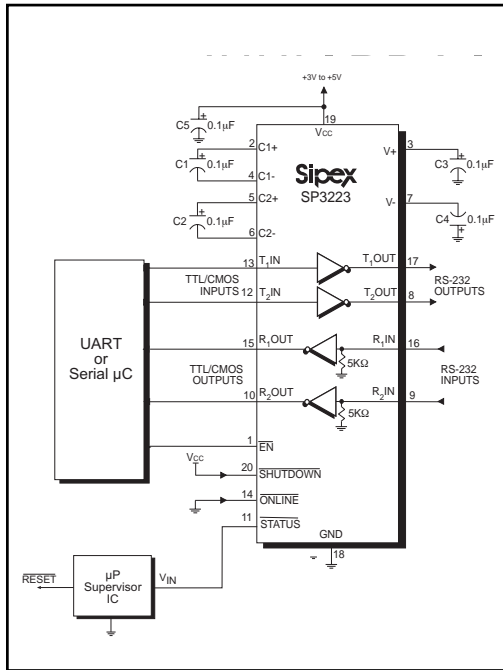 +3V to +5V
19
VCC
C5 + 0.1µF
2 C1+
C1 + 0.1µF
4 C1-
5 C2+
C2 + 0.1µF
6 C2-
Sipex
SP3223
V+ 3
C3 + 0.1µF
V- 7
C4 + 0.1µF
13 T1IN
T1OUT 17
TTL/CMOS
INPUTS
12 T2IN
T2OUT 8
RS-232
OUTPUTS
UART
or
Serial µC
15 R1OUT
R1IN 16
5KΩ
TTL/CMOS
OUTPUTS
RS-232
INPUTS
10 R2OUT
R2IN 9
5KΩ
1 EN
VCC
20 SHUTDOWN
14 ONLINE
11 STATUS
GND
18
RESET
µP
Supervisor
IC
VIN